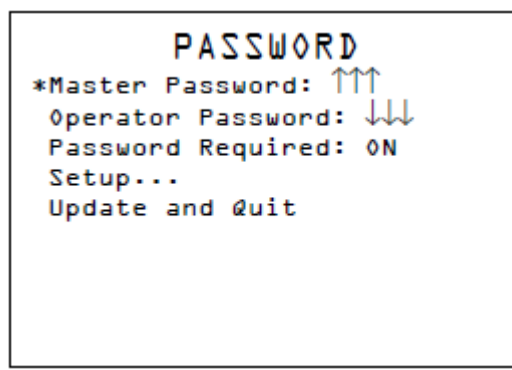 PASSWORD
*Master Password: ↑↑↑
Operator Password: ↓↓↓
Password Required: ON
Setup...
Update and Quit